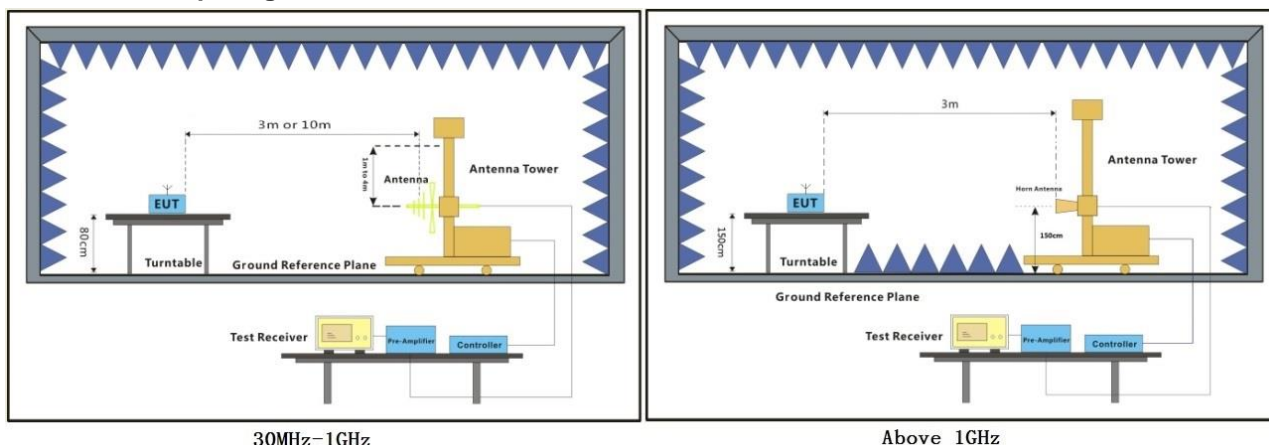 3m or 10m
1m to 4m
Antenna
Antenna Tower
EUT
80cm
Turntable
Ground Reference Plane
Test Receiver
Pre-Amplifier
Controller
30MHz-1GHz
3m
Antenna Tower
Horn Antenna
EUT
150cm
150cm
Turntable
Ground Reference Plane
Test Receiver
Pre-Amplifier
Controller
Above 1GHz